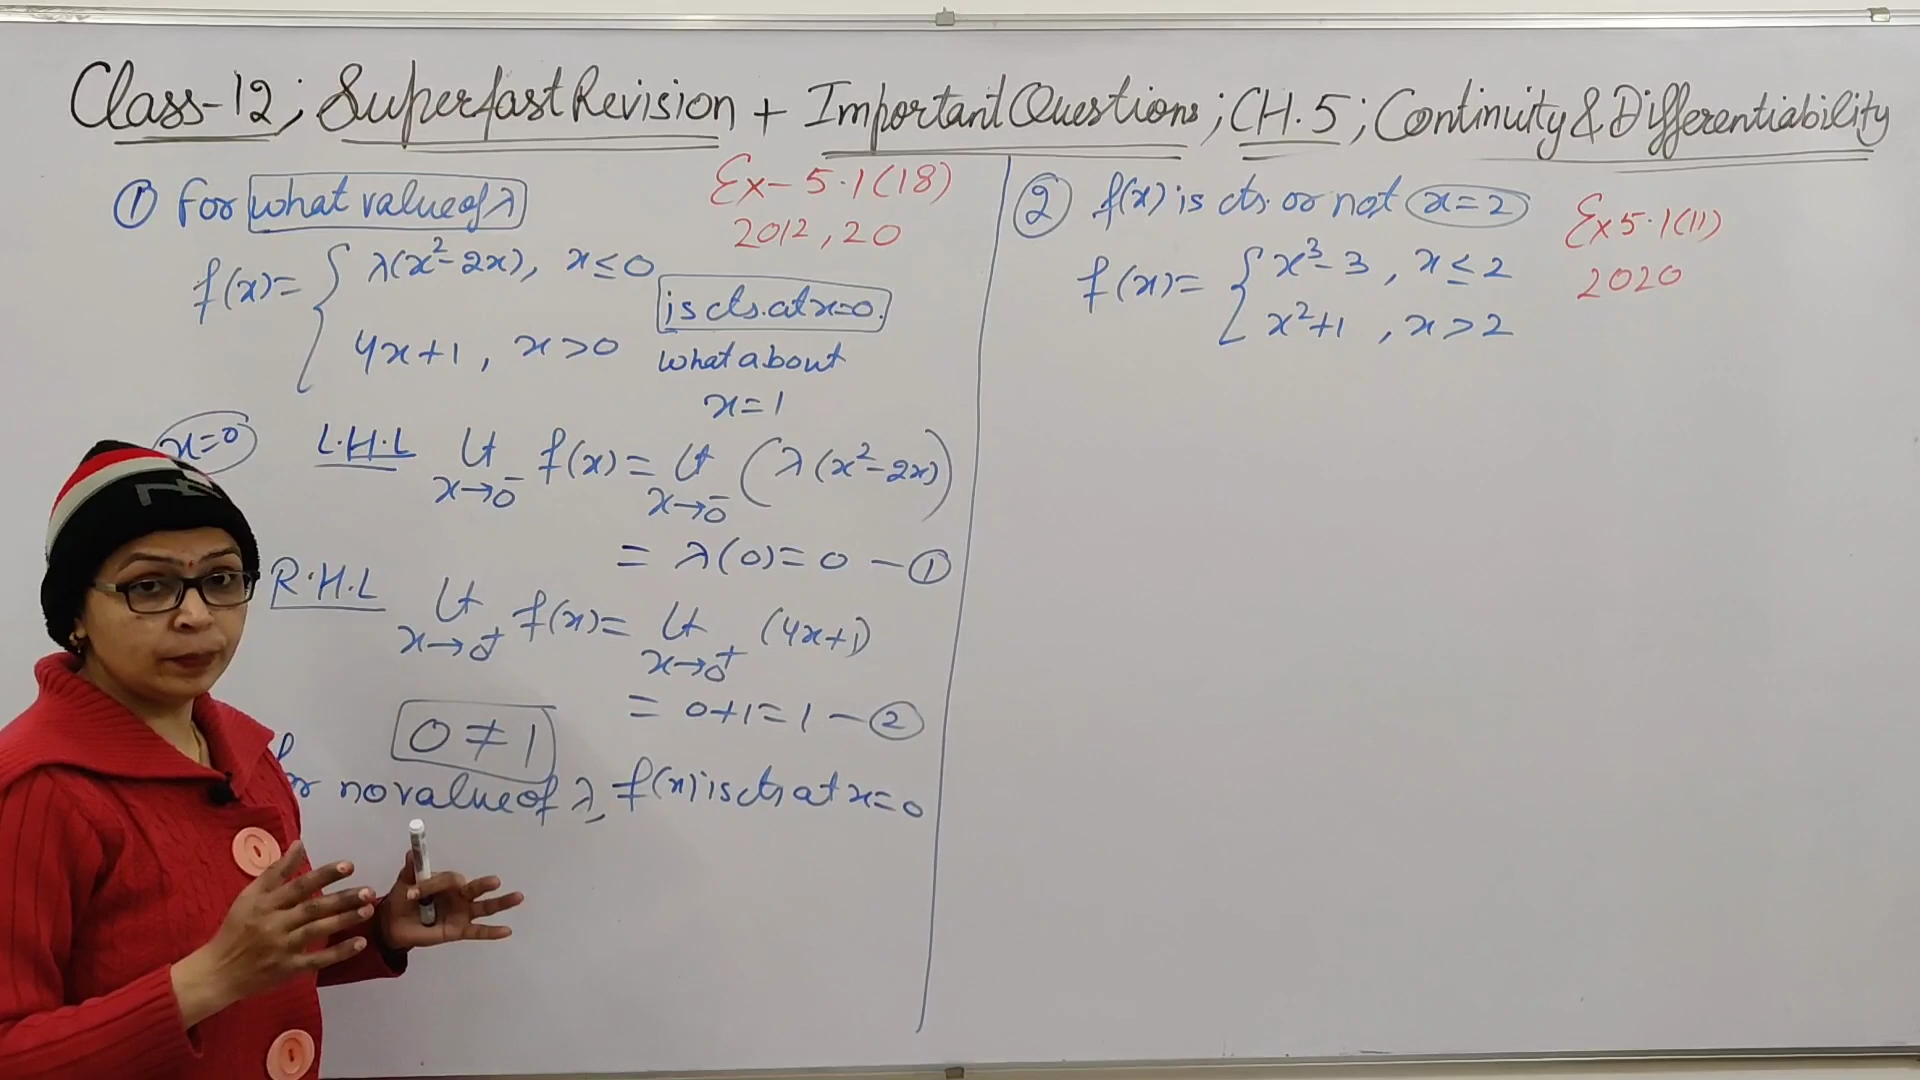 Class-12; Superfast Revision + Important Questions; CH.5; Continuity & Differentiability
① For what value of λ
Ex-5.1(18)
2012, 20
f(x)= { λ(x²-2x), x≤0
4x+1, x>0
is cts. at x=0.
what about
x=1
x=0
L.H.L Lt x→0⁻ f(x) = Lt x→0⁻ (λ(x²-2x))
= λ(0)=0 —①
R.H.L Lt x→0⁺ f(x)= Lt x→0⁺ (4x+1)
= 0+1=1 —②
0≠1
for no value of λ, f(x) is cts at x=0
② f(x) is cts. or not x=2
Ex 5.1(11)
2020
f(x)= { x³-3, x≤2
x²+1, x>2